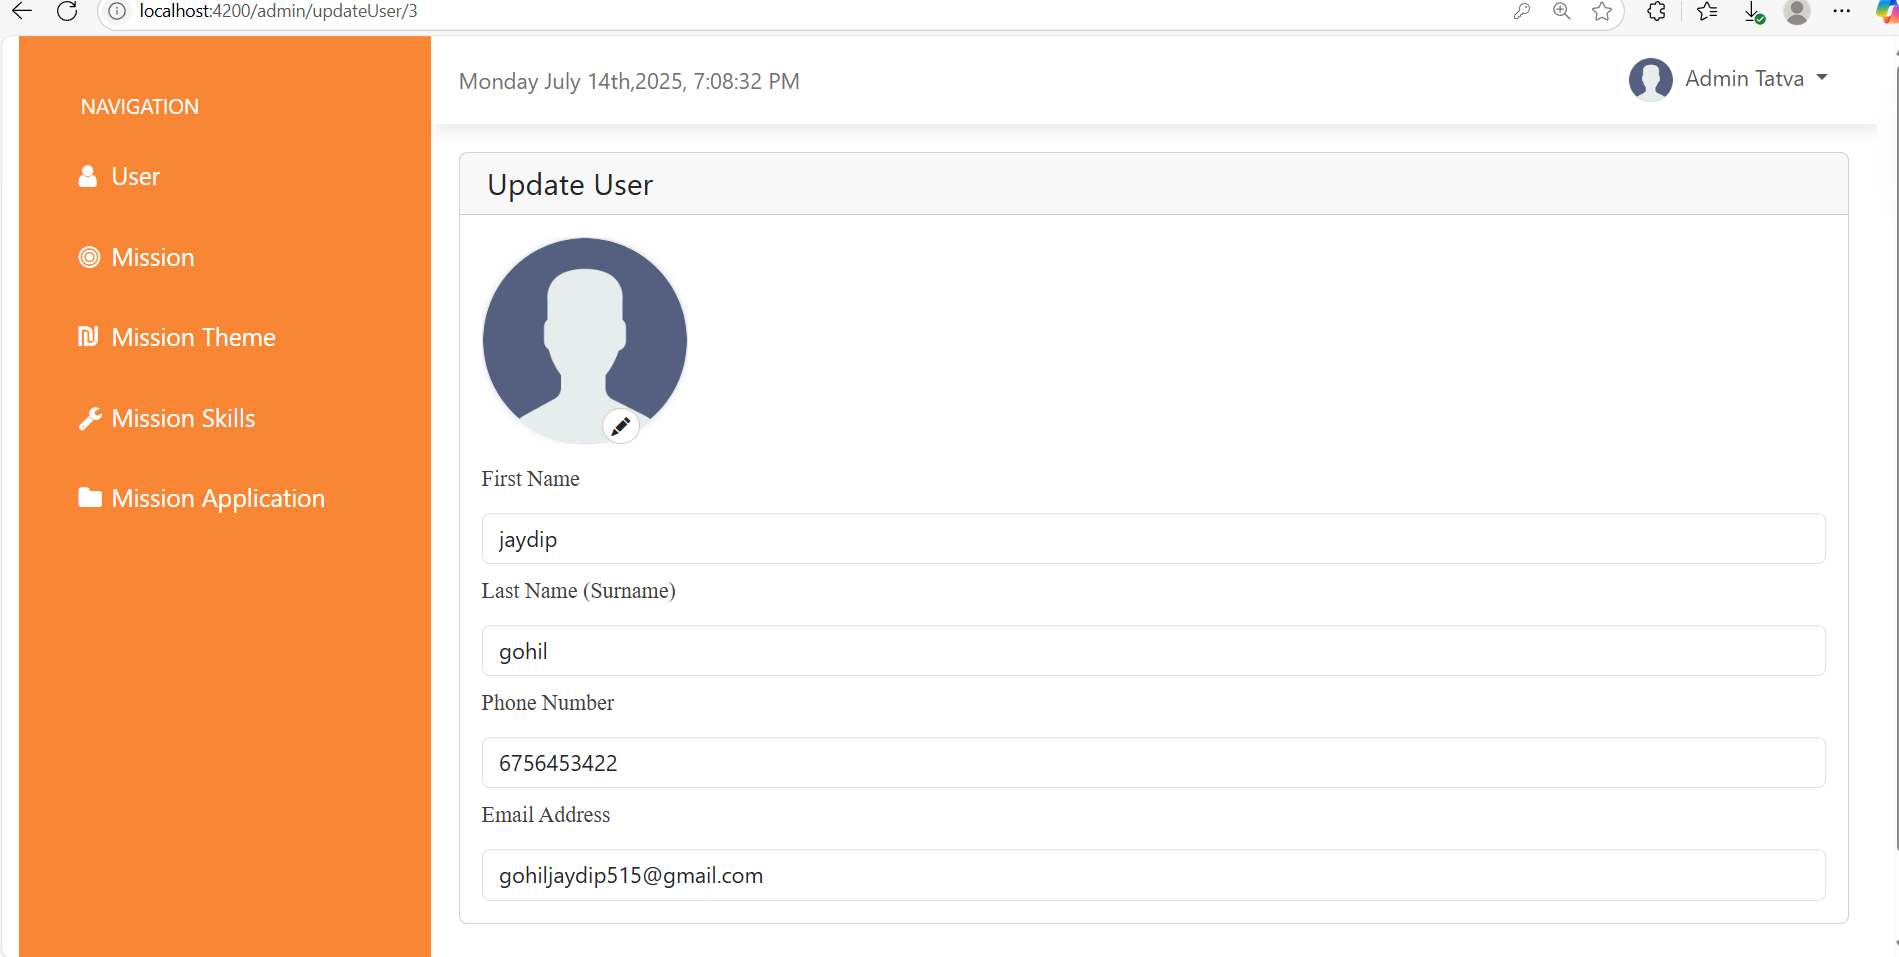 localhost:4200/admin/updateUser/3
NAVIGATION
User
Mission
Mission Theme
Mission Skills
Mission Application
Monday July 14th,2025, 7:08:32 PM
Admin Tatva
Update User
First Name
jaydip
Last Name (Surname)
gohil
Phone Number
6756453422
Email Address
gohiljaydip515@gmail.com